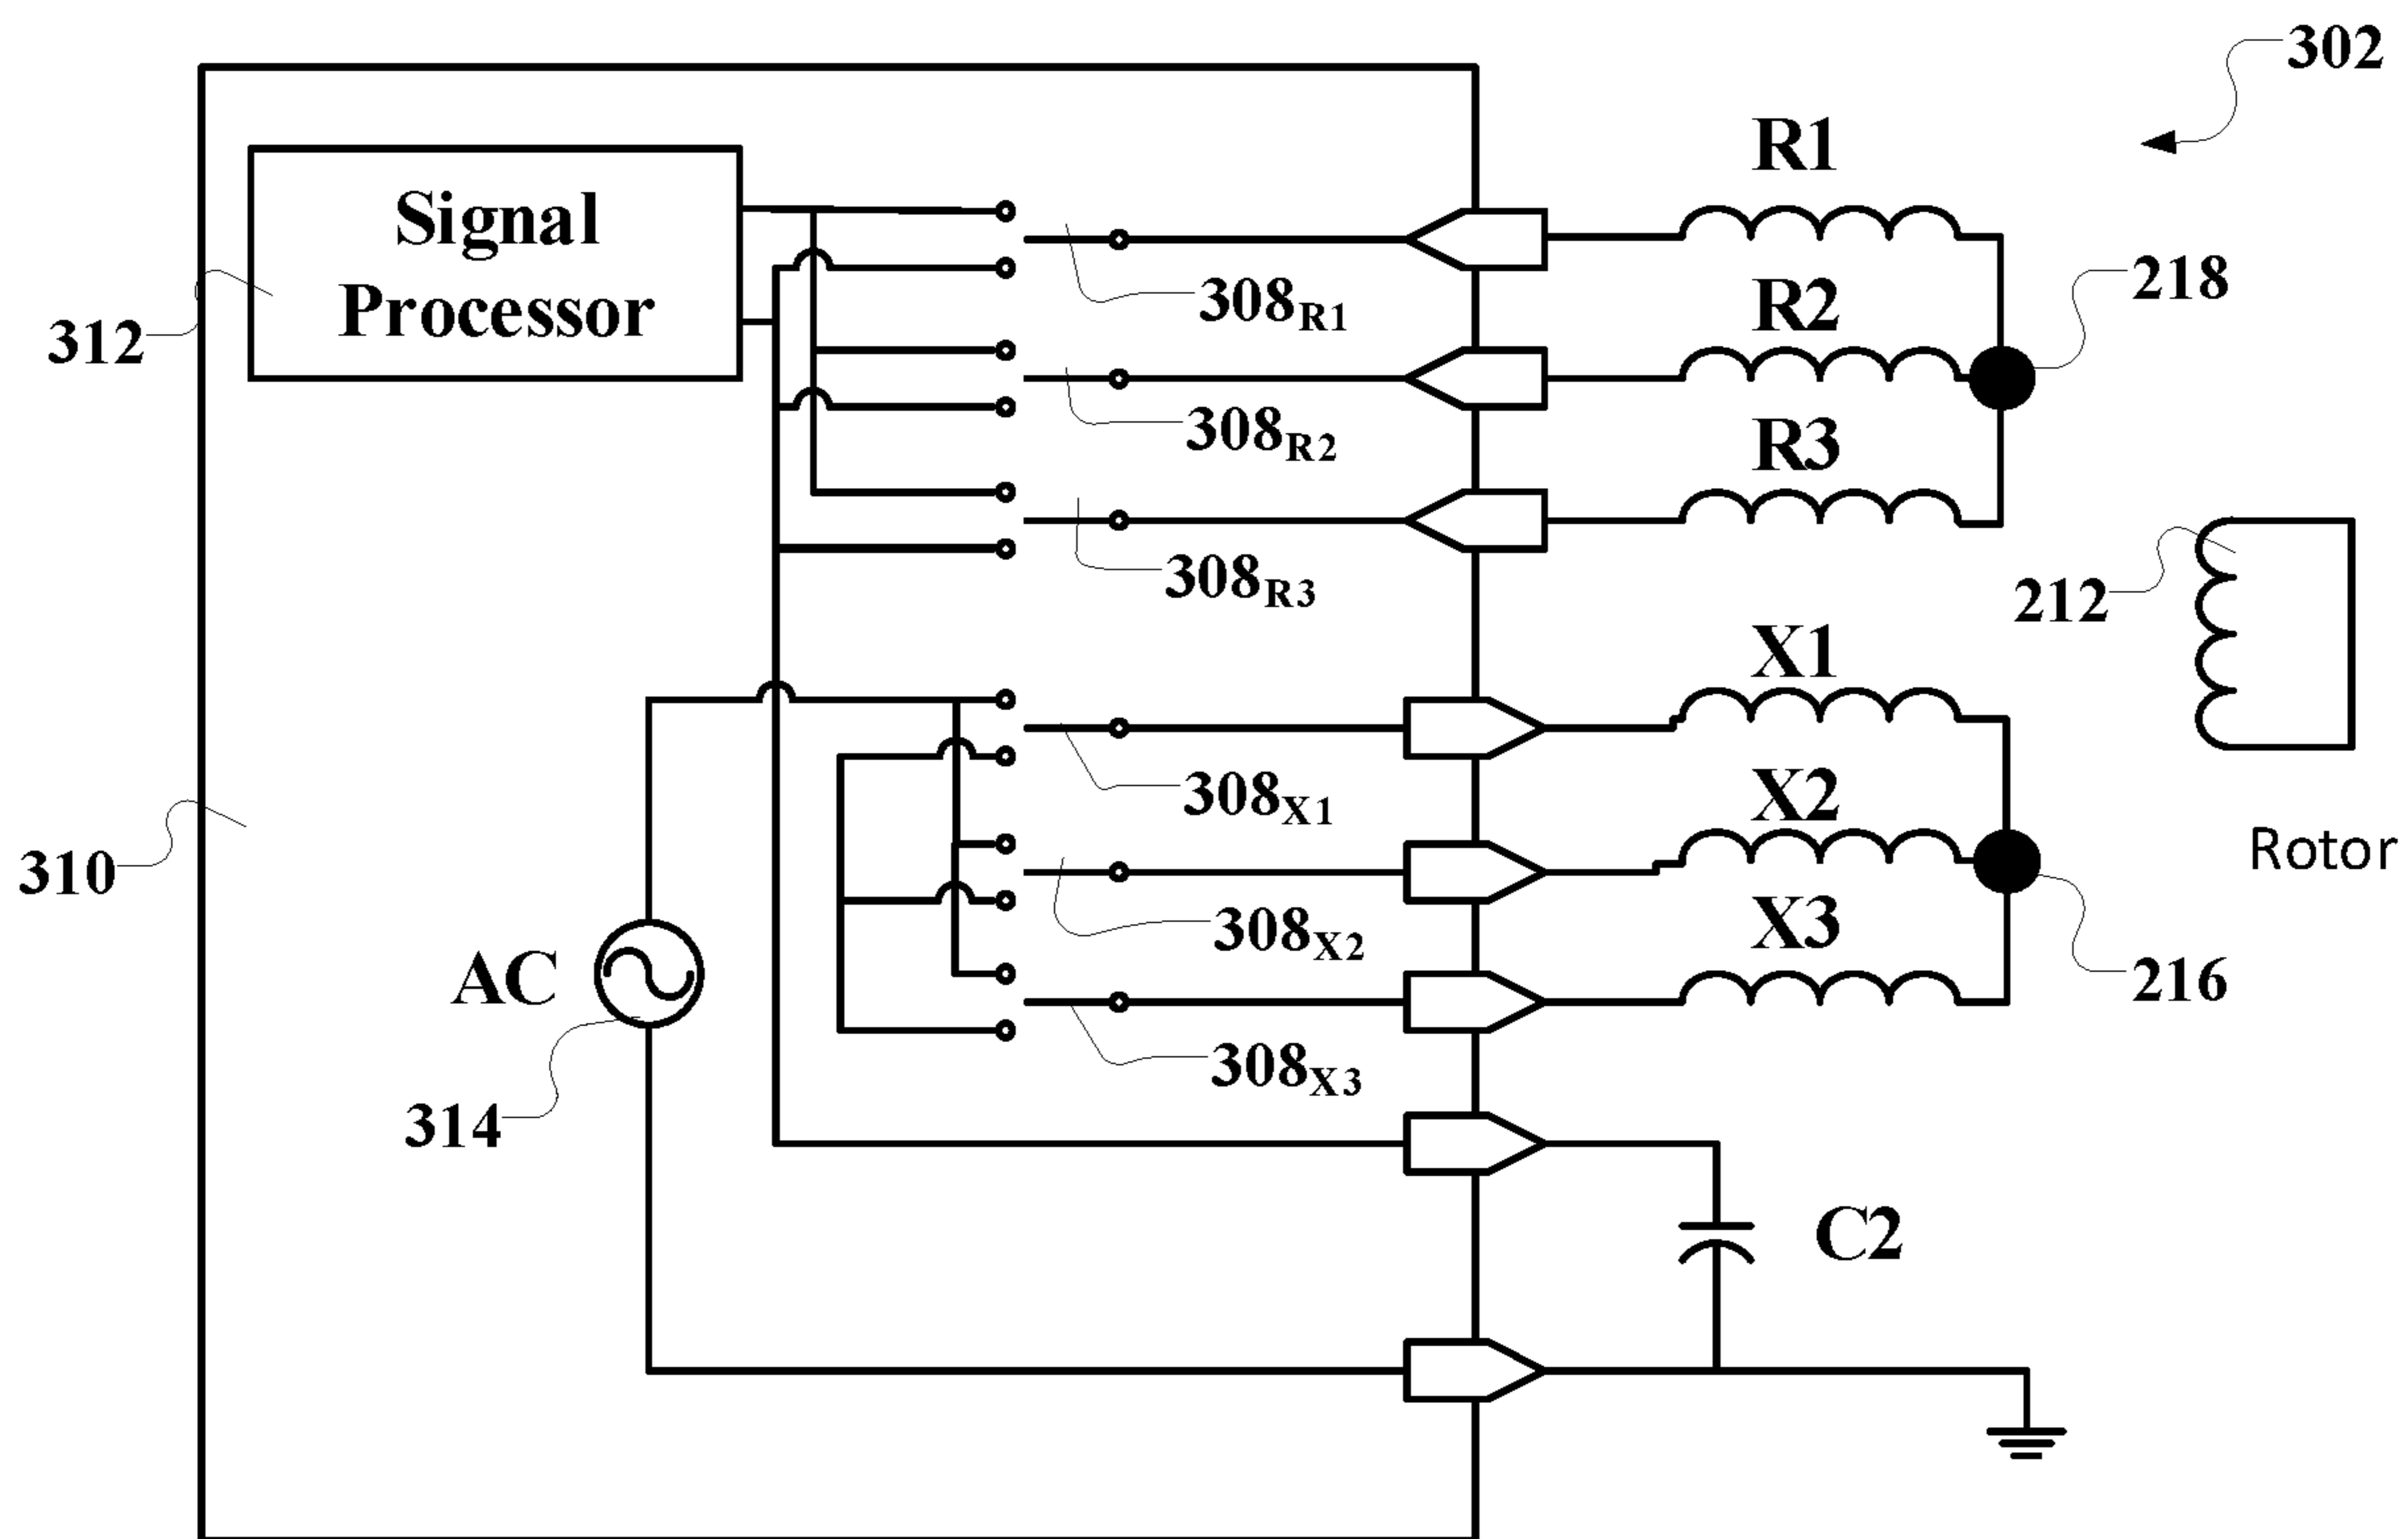 302
R1
Signal
Processor
R2
218
308R1
312
R3
308R2
308R3
212
X1
308X1
X2
Rotor
310
X3
308X2
AC
216
308X3
314
C2